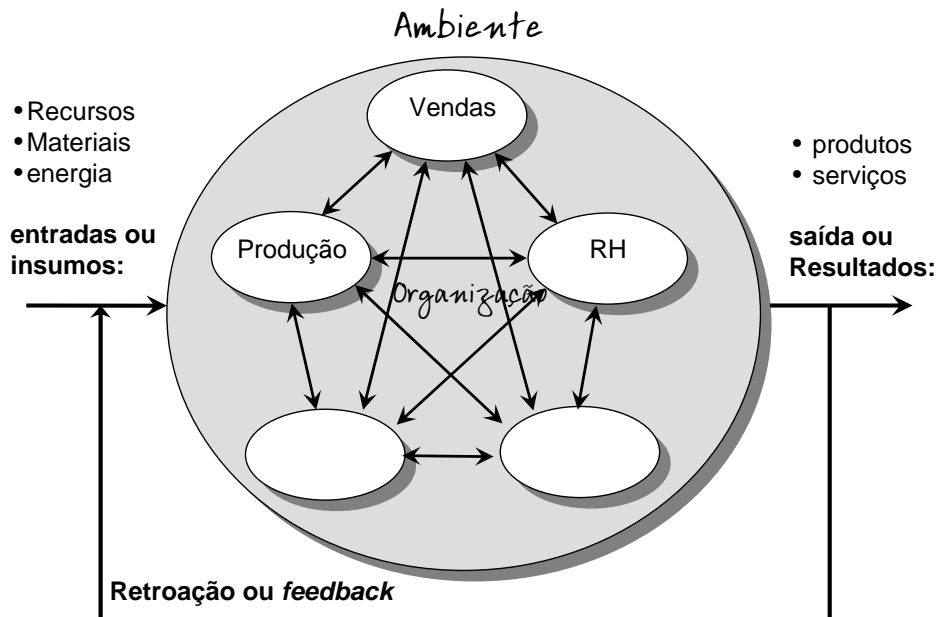 Ambiente
• Recursos
• Materiais
• energia
entradas ou
insumos:
Vendas
Produção
RH
Organização
• produtos
• serviços
saída ou
Resultados:
Retroação ou feedback